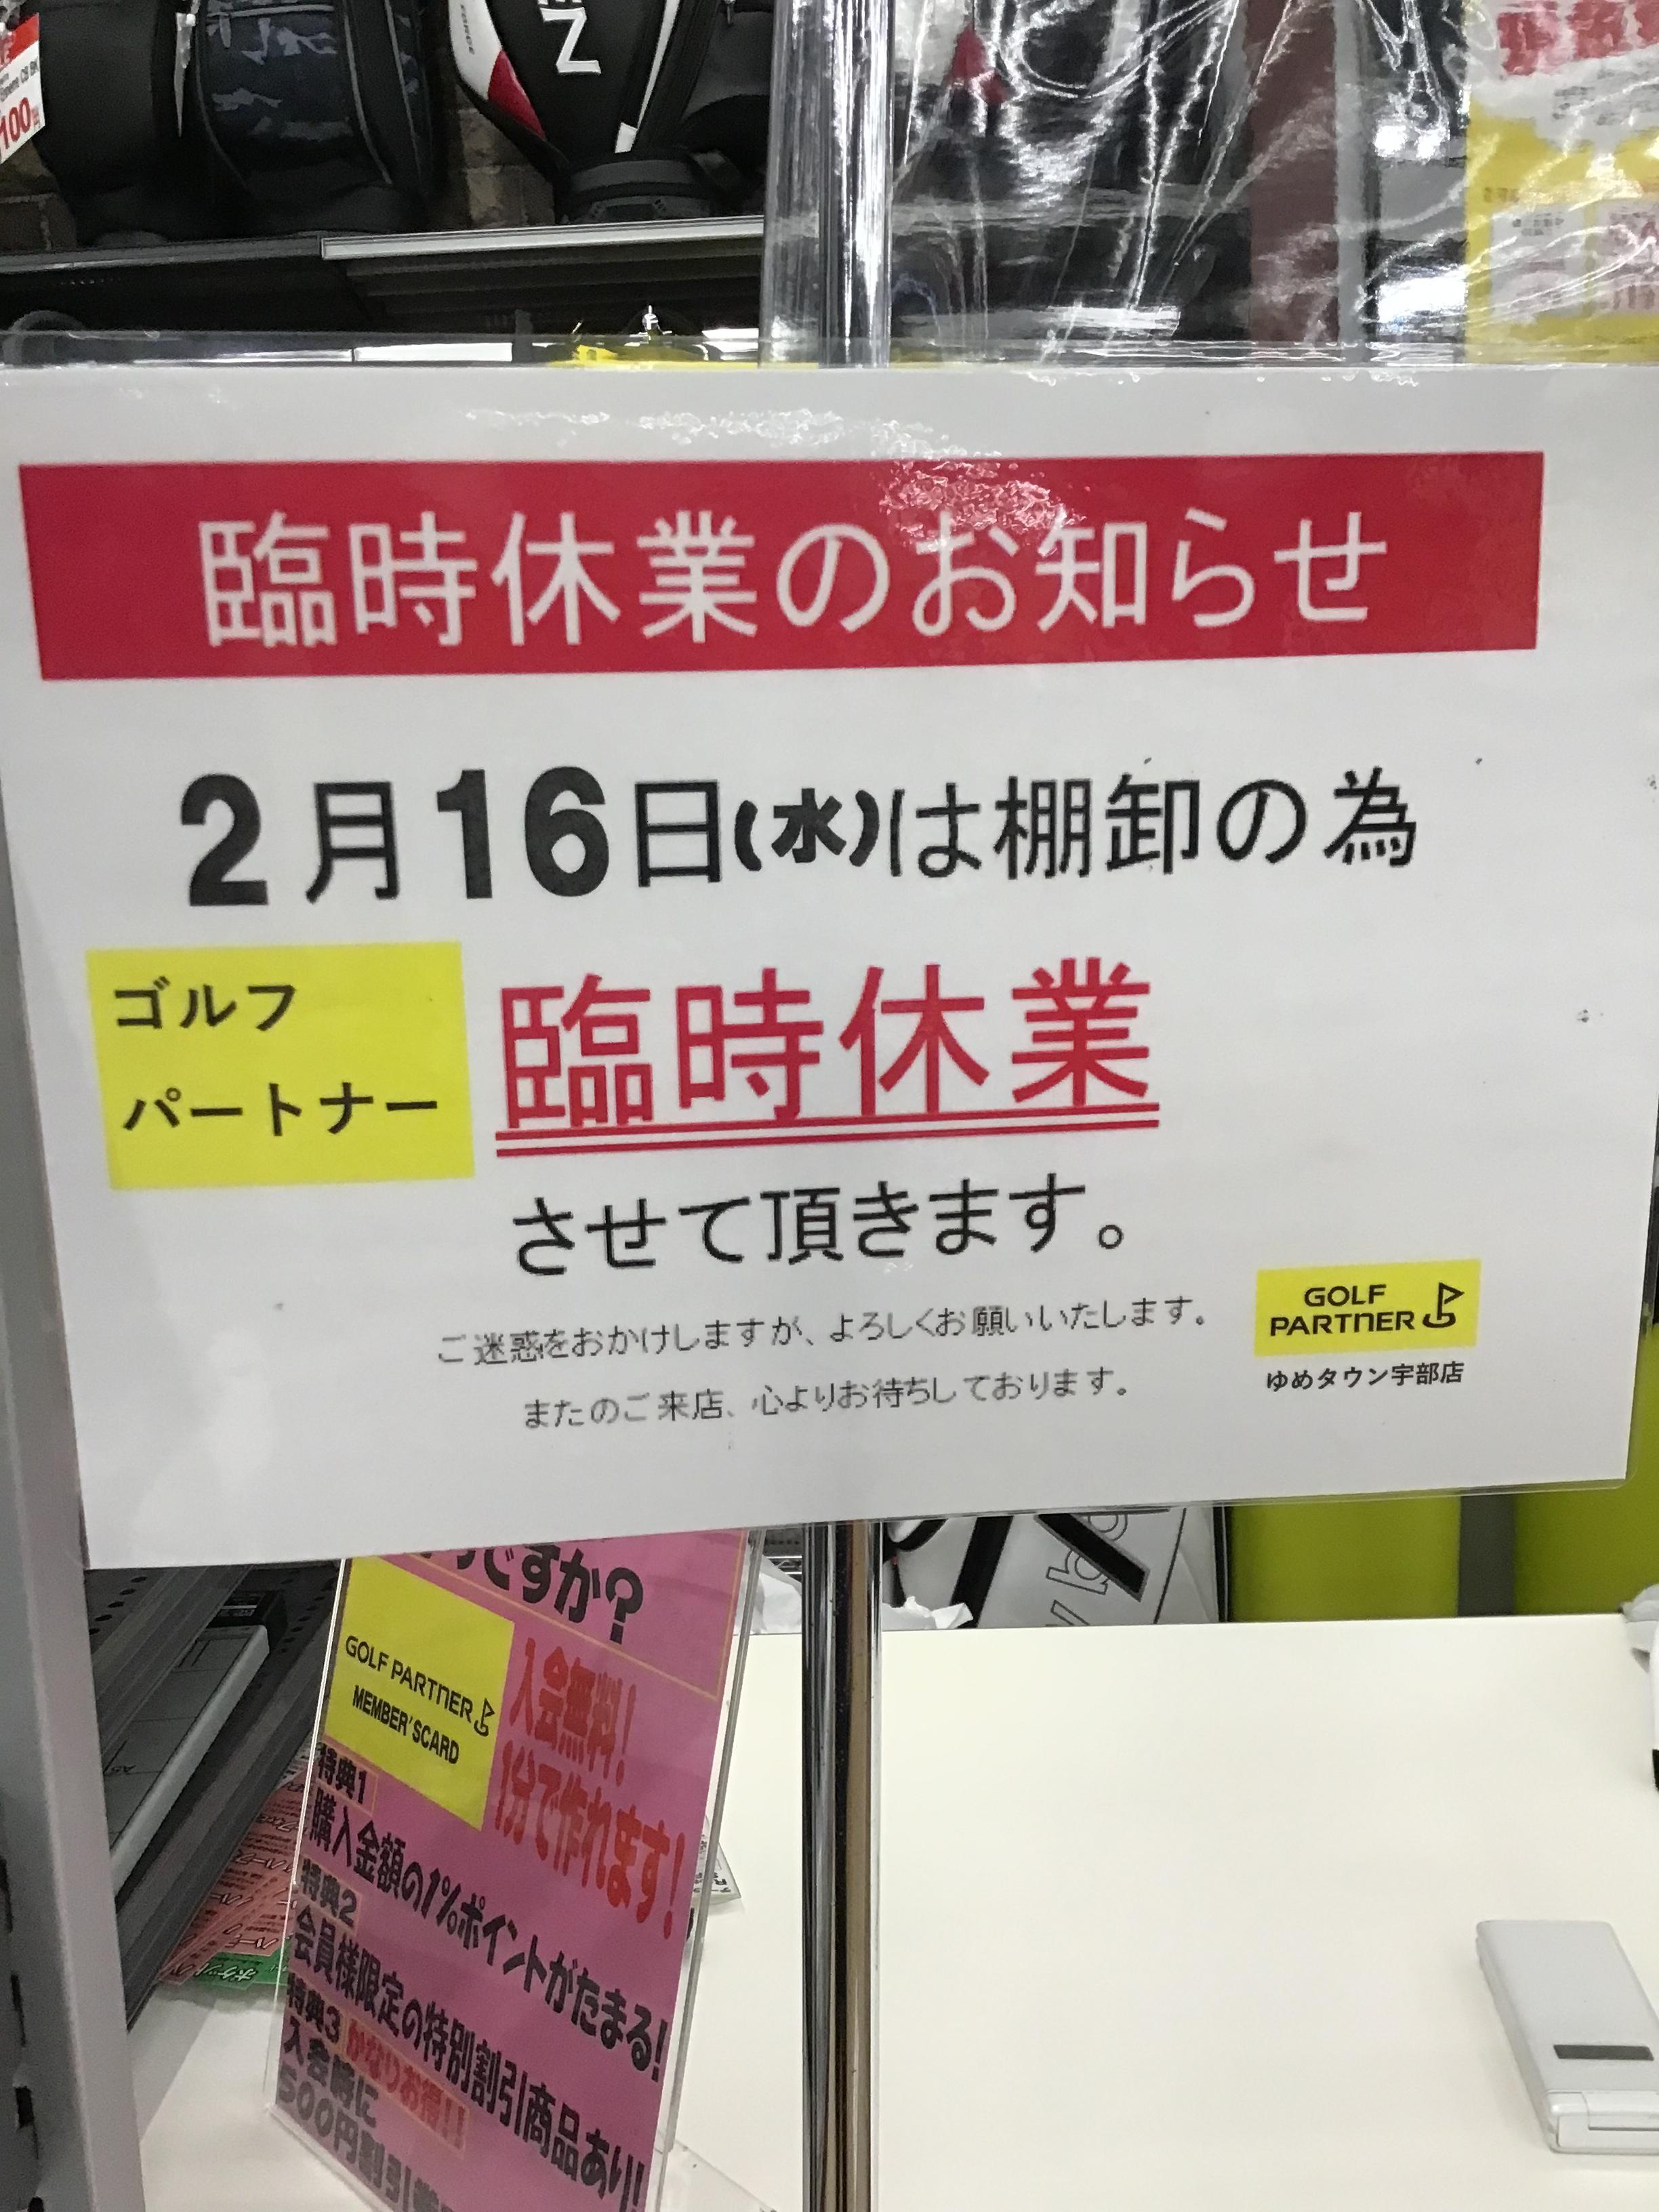 EN
100
臨時休業のお知らせ
2月16日(水)は棚卸の為
ゴルフ
パートナー
臨時休業
させて頂きます。
ご迷惑をおかけしますが、よろしくお願いいたします。
またのご来店、心よりお待ちしております。
GOLF
PARTNER
ゆめタウン宇部店
ですか?
GOLF PARTNER
MEMBER'SCARD
入会無料!
1分で作れます!
特典1
購入金額の1%ポイントがたまる!
特典2
会員様限定の特別割引商品あり!
特典3 かなりお得!!
入会時に
500円割引